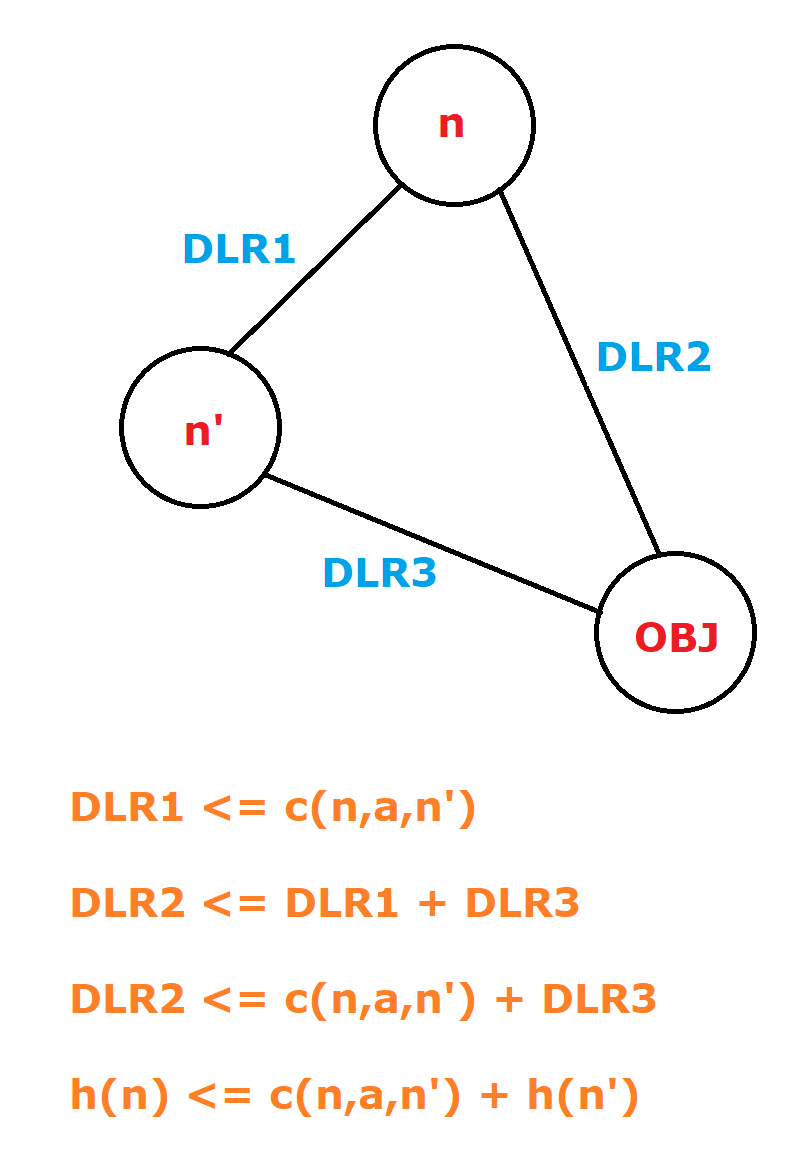 n
DLR1
DLR2
n'
DLR3
OBJ
DLR1 <= c(n,a,n')
DLR2 <= DLR1 + DLR3
DLR2 <= c(n,a,n') + DLR3
h(n) <= c(n,a,n') + h(n')